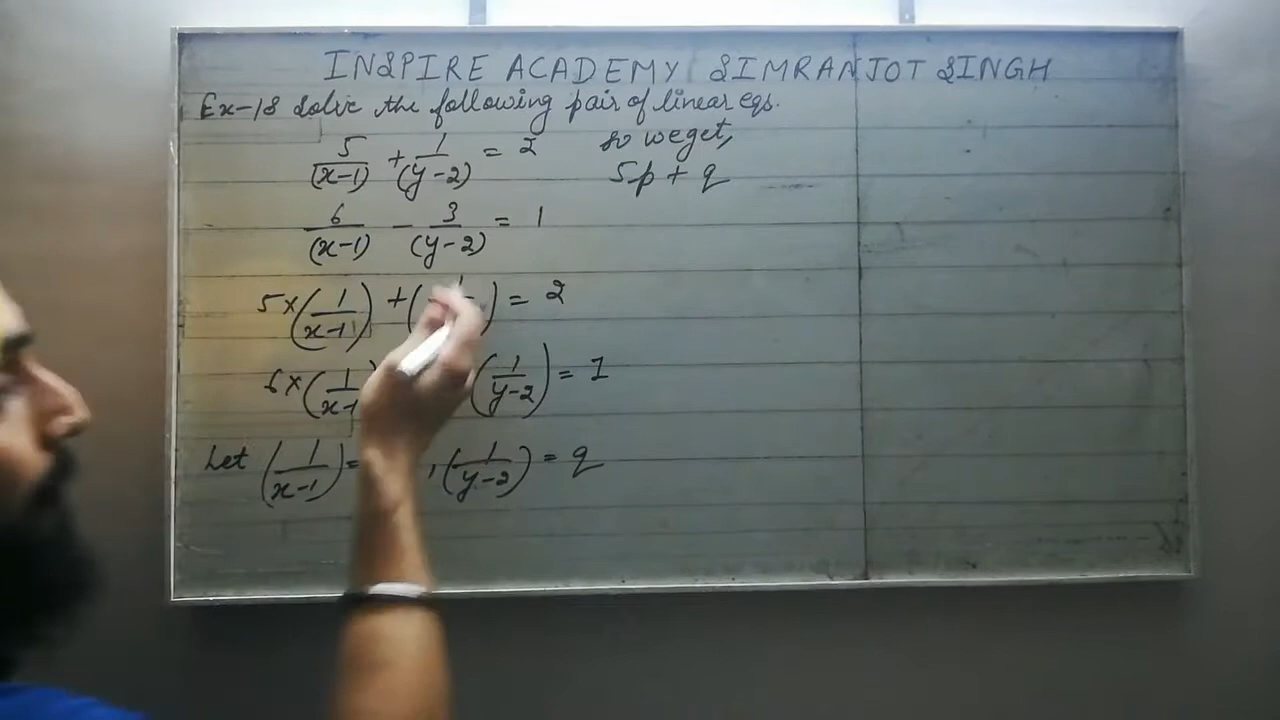 INSPIRE ACADEMY SIMRANJOT SINGH
Ex-18 Solve the following pair of linear eqs.
5/(x-1) + 1/(y-2) = 2
6/(x-1) - 3/(y-2) = 1
5×(1/x-1) + (1/ ) = 2
6×(1/x-1 (1/y-2) = 1
Let (1/x-1) = , (1/y-2) = q
so we get,
5p + q